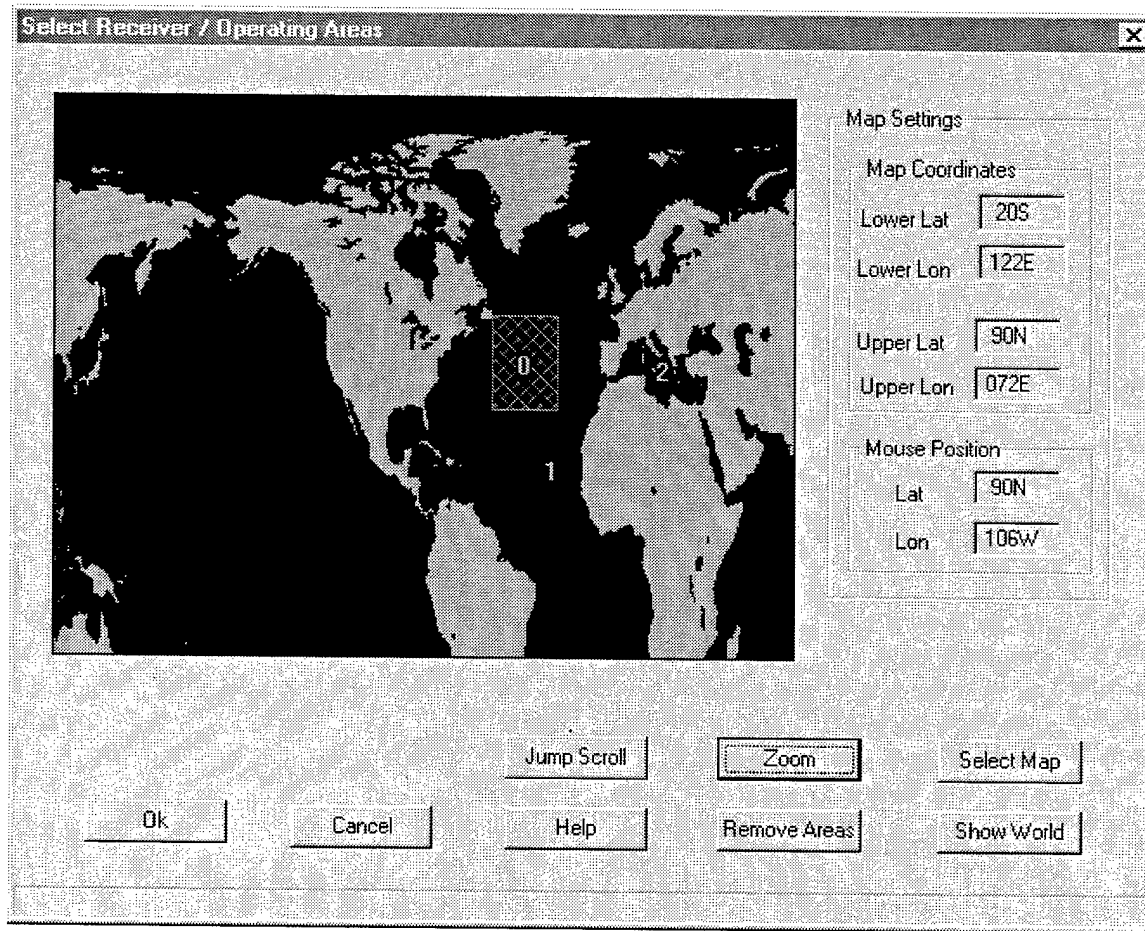 Select Receiver / Operating Areas
Map Settings
Map Coordinates
Lower Lat 20S
Lower Lon 122E
Upper Lat 90N
Upper Lon 072E
Mouse Position
Lat 90N
Lon 106W
0
2
1
Jump Scroll Zoom Select Map
Ok Cancel Help Remove Areas Show World